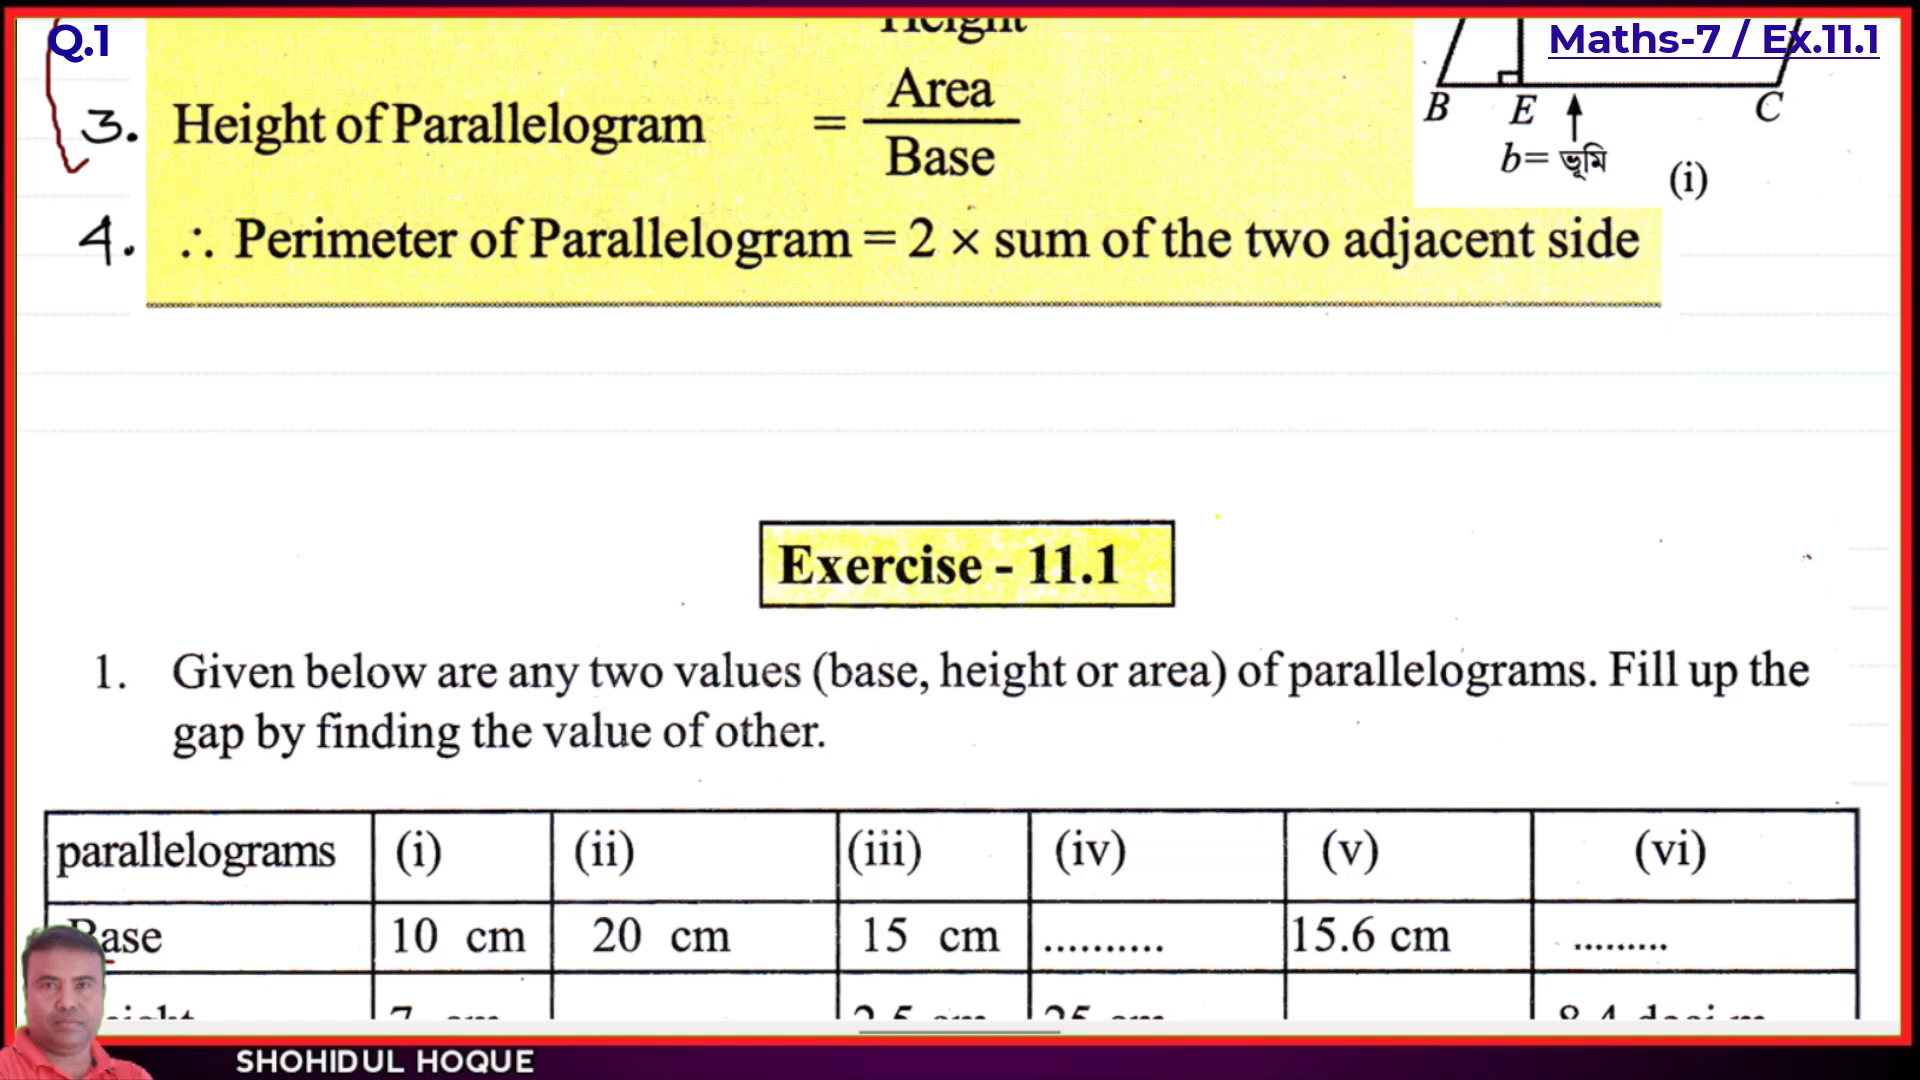 Q.1
Maths-7 / Ex.11.1
Height
3. Height of Parallelogram = Area
Base
B E C
b= ভূমি
(i)
4. ∴ Perimeter of Parallelogram = 2 × sum of the two adjacent side
Exercise - 11.1
1. Given below are any two values (base, height or area) of parallelograms. Fill up the
gap by finding the value of other.
parallelograms (i) (ii) (iii) (iv) (v) (vi)
Base 10 cm 20 cm 15 cm .......... 15.6 cm .........
SHOHIDUL HOQUE